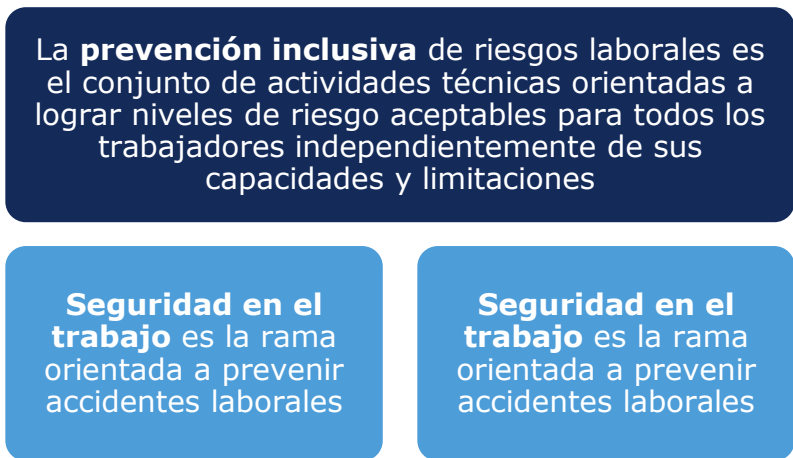 La prevención inclusiva de riesgos laborales es
el conjunto de actividades técnicas orientadas a
lograr niveles de riesgo aceptables para todos los
trabajadores independientemente de sus
capacidades y limitaciones
Seguridad en el
trabajo es la rama
orientada a prevenir
accidentes laborales
Seguridad en el
trabajo es la rama
orientada a prevenir
accidentes laborales